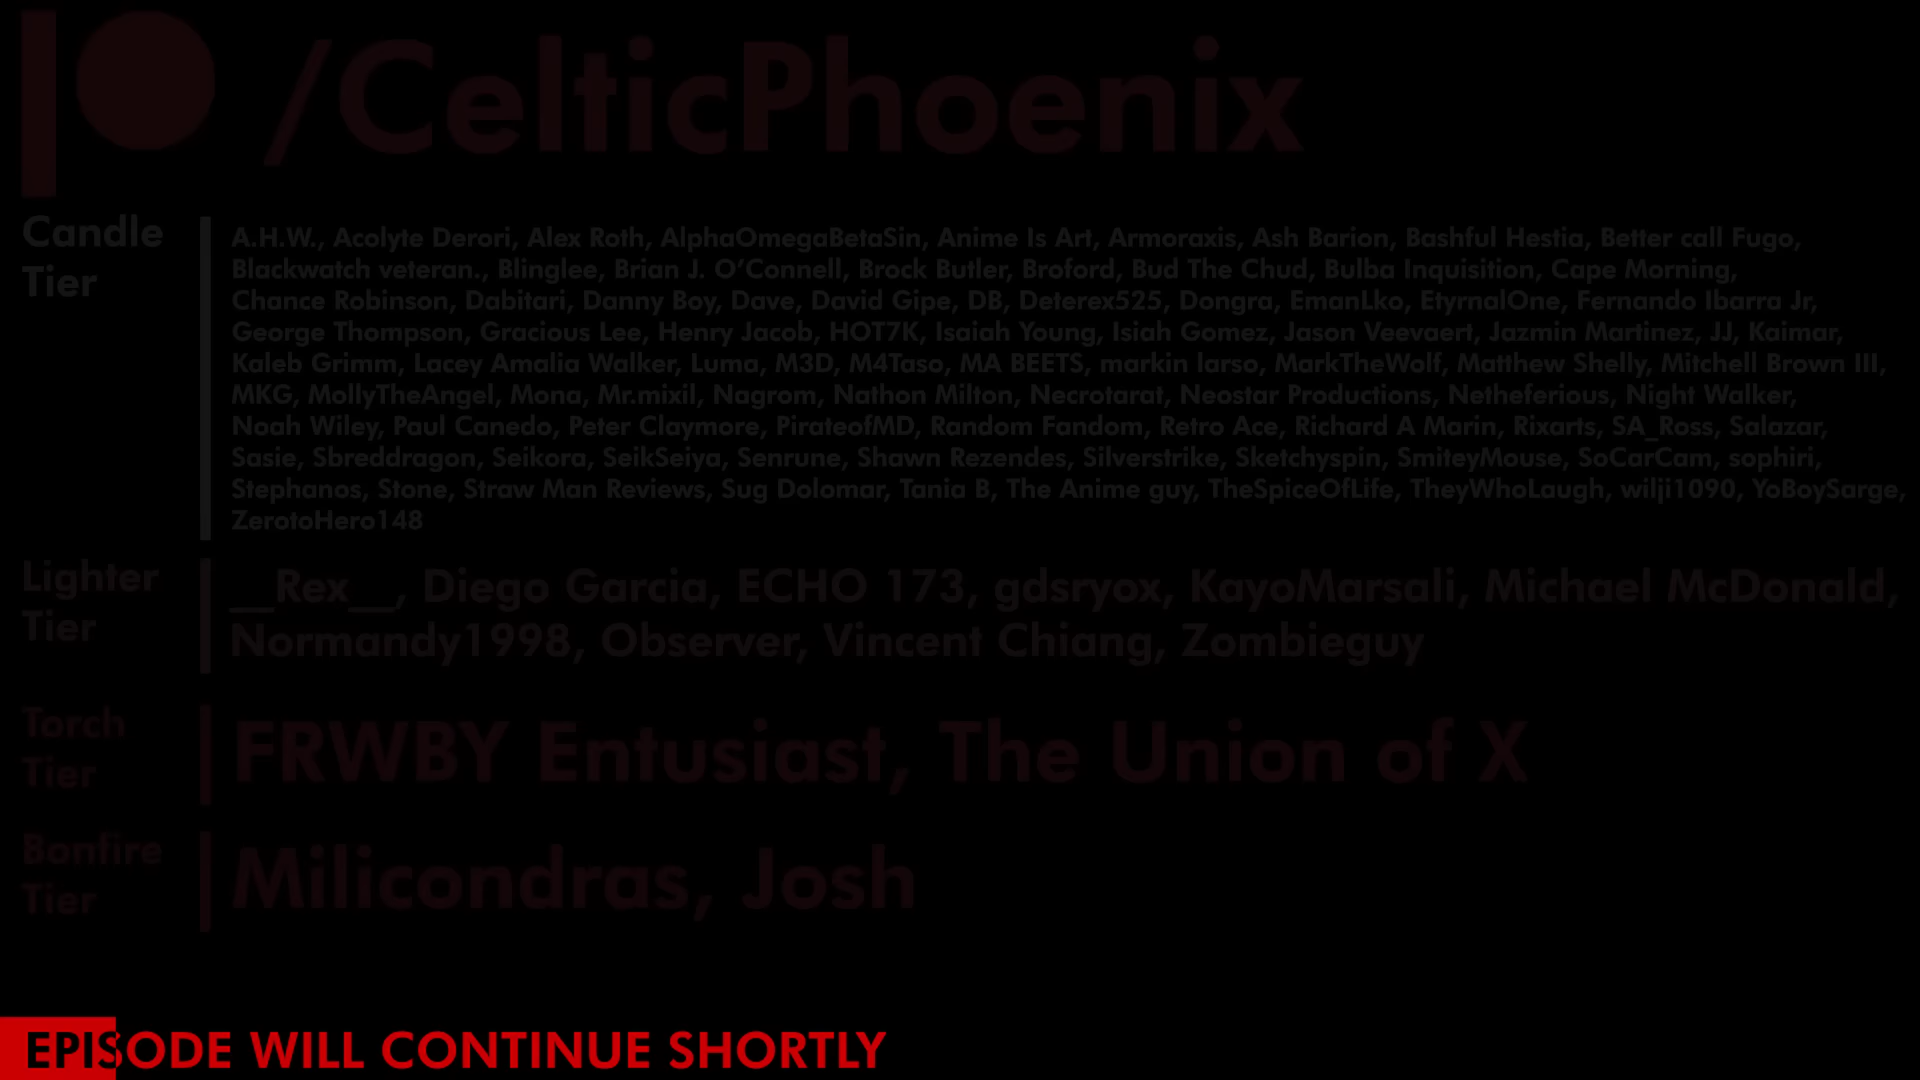 /CelticPhoenix
Candle
Tier
A.H.W., Acolyte Derori, Alex Roth, AlphaOmegaBetaSin, Anime Is Art, Armoraxis, Ash Barion, Bashful Hestia, Better call Fugo,
Blackwatch veteran., Blinglee, Brian J. O’Connell, Brock Butler, Broford, Bud The Chud, Bulba Inquisition, Cape Morning,
Chance Robinson, Dabitari, Danny Boy, Dave, David Gipe, DB, Deterex525, Dongra, EmanLko, EtyrnalOne, Fernando Ibarra Jr,
George Thompson, Gracious Lee, Henry Jacob, HOT7K, Isaiah Young, Isiah Gomez, Jason Veevaert, Jazmin Martinez, JJ, Kaimar,
Kaleb Grimm, Lacey Amalia Walker, Luma, M3D, M4Taso, MA BEETS, markin larso, MarkTheWolf, Matthew Shelly, Mitchell Brown III,
MKG, MollyTheAngel, Mona, Mr.mixil, Nagrom, Nathon Milton, Necrotarat, Neostar Productions, Netheferious, Night Walker,
Noah Wiley, Paul Canedo, Peter Claymore, PirateofMD, Random Fandom, Retro Ace, Richard A Marin, Rixarts, SA_Ross, Salazar,
Sasie, Sbreddragon, Seikora, SeikSeiya, Senrune, Shawn Rezendes, Silverstrike, Sketchyspin, SmiteyMouse, SoCarCam, sophiri,
Stephanos, Stone, Straw Man Reviews, Sug Dolomar, Tania B, The Anime guy, TheSpiceOfLife, TheyWhoLaugh, wilji1090, YoBoySarge,
ZerotoHero148
Lighter
Tier
__Rex__, Diego Garcia, ECHO 173, gdsryox, KayoMarsali, Michael McDonald,
Normandy1998, Observer, Vincent Chiang, Zombieguy
Torch
Tier
FRWBY Entusiast, The Union of X
Bonfire
Tier
Milicondras, Josh
EPISODE WILL CONTINUE SHORTLY